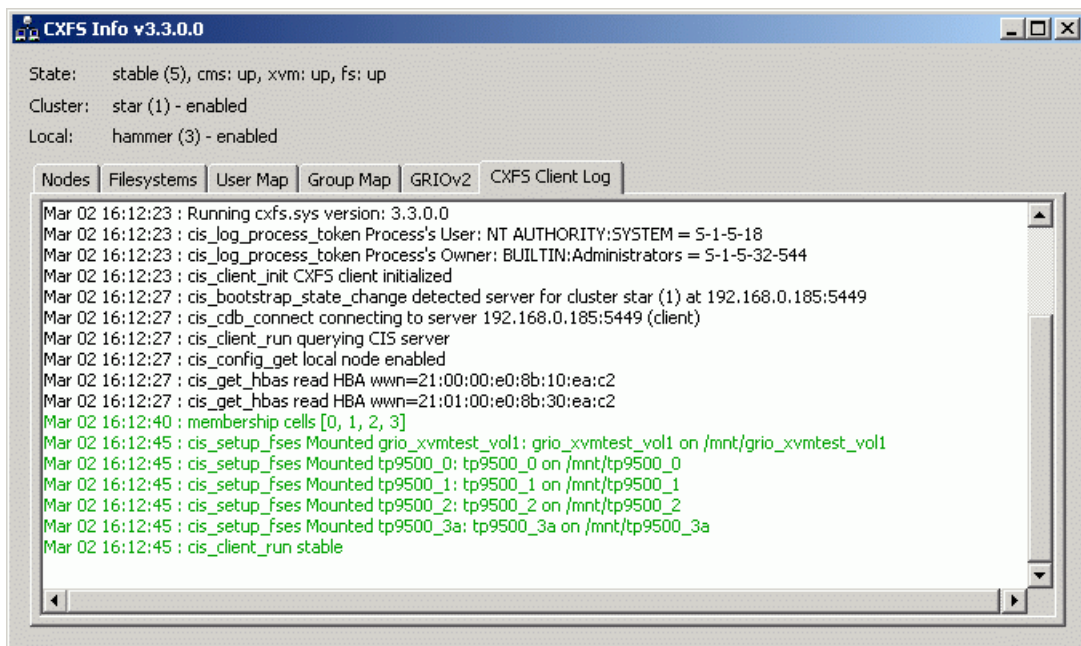 CXFS Info v3.3.0.0
State: stable (5), cms: up, xvm: up, fs: up
Cluster: star (1) - enabled
Local: hammer (3) - enabled
Nodes Filesystems User Map Group Map GRIOv2 CXFS Client Log
Mar 02 16:12:23 : Running cxfs.sys version: 3.3.0.0
Mar 02 16:12:23 : cis_log_process_token Process's User: NT AUTHORITY:SYSTEM = S-1-5-18
Mar 02 16:12:23 : cis_log_process_token Process's Owner: BUILTIN:Administrators = S-1-5-32-544
Mar 02 16:12:23 : cis_client_init CXFS client initialized
Mar 02 16:12:27 : cis_bootstrap_state_change detected server for cluster star (1) at 192.168.0.185:5449
Mar 02 16:12:27 : cis_cdb_connect connecting to server 192.168.0.185:5449 (client)
Mar 02 16:12:27 : cis_client_run querying CIS server
Mar 02 16:12:27 : cis_config_get local node enabled
Mar 02 16:12:27 : cis_get_hbas read HBA wwn=21:00:00:e0:8b:10:ea:c2
Mar 02 16:12:27 : cis_get_hbas read HBA wwn=21:01:00:e0:8b:30:ea:c2
Mar 02 16:12:40 : membership cells [0, 1, 2, 3]
Mar 02 16:12:45 : cis_setup_fses Mounted grio_xvmtest_vol1: grio_xvmtest_vol1 on /mnt/grio_xvmtest_vol1
Mar 02 16:12:45 : cis_setup_fses Mounted tp9500_0: tp9500_0 on /mnt/tp9500_0
Mar 02 16:12:45 : cis_setup_fses Mounted tp9500_1: tp9500_1 on /mnt/tp9500_1
Mar 02 16:12:45 : cis_setup_fses Mounted tp9500_2: tp9500_2 on /mnt/tp9500_2
Mar 02 16:12:45 : cis_setup_fses Mounted tp9500_3a: tp9500_3a on /mnt/tp9500_3a
Mar 02 16:12:45 : cis_client_run stable